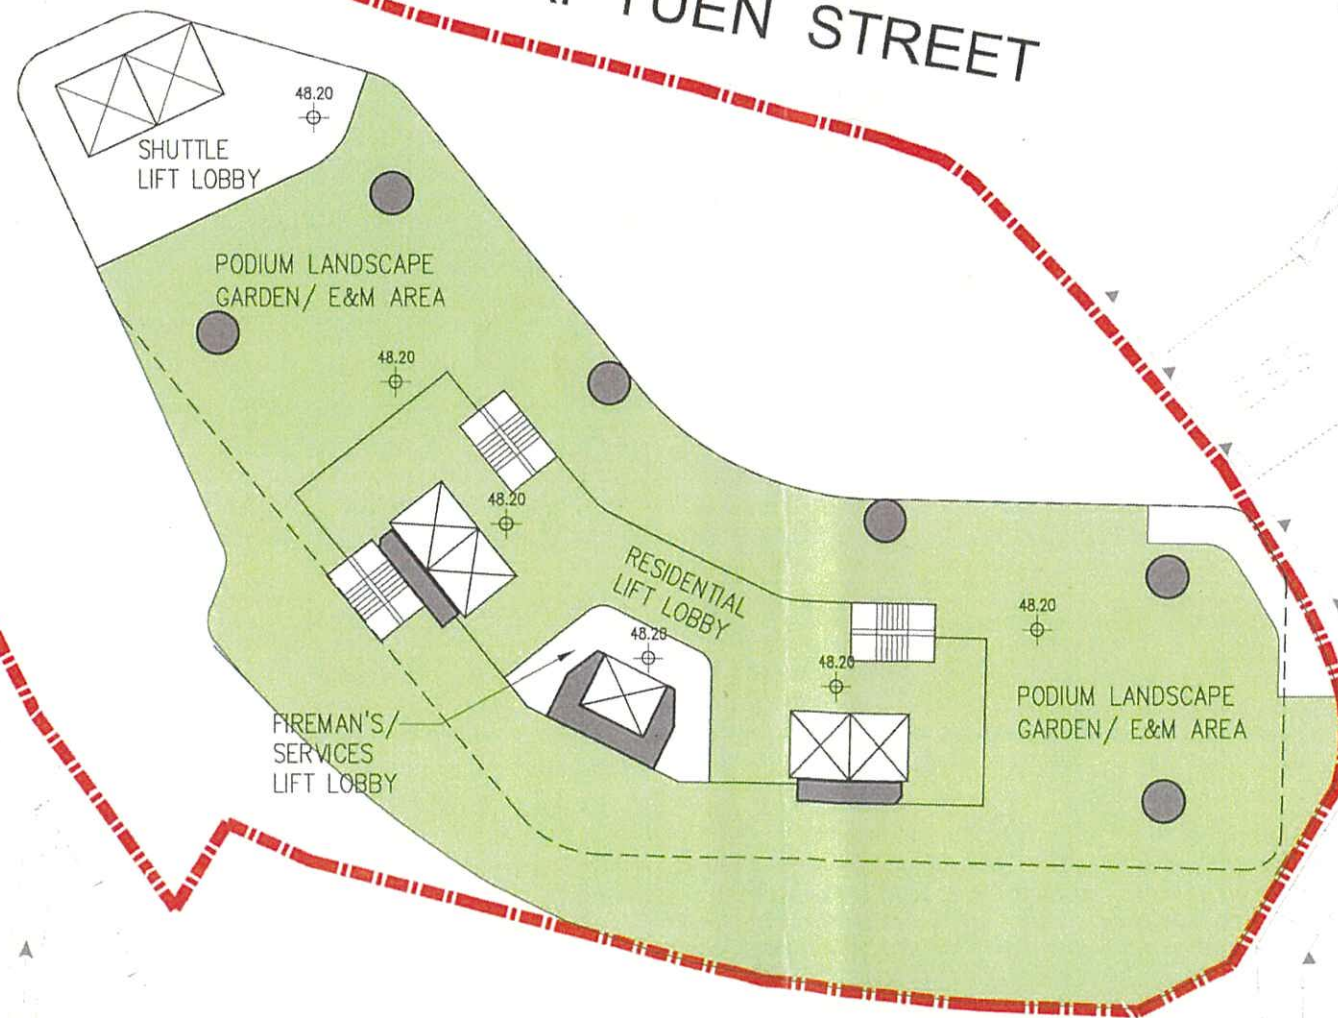 YUEN STREET
48.20
SHUTTLE
LIFT LOBBY
PODIUM LANDSCAPE
GARDEN/ E&M AREA
48.20
48.20
RESIDENTIAL
LIFT LOBBY
48.20
48.20
48.20
PODIUM LANDSCAPE
GARDEN/ E&M AREA
FIREMAN'S/
SERVICES
LIFT LOBBY